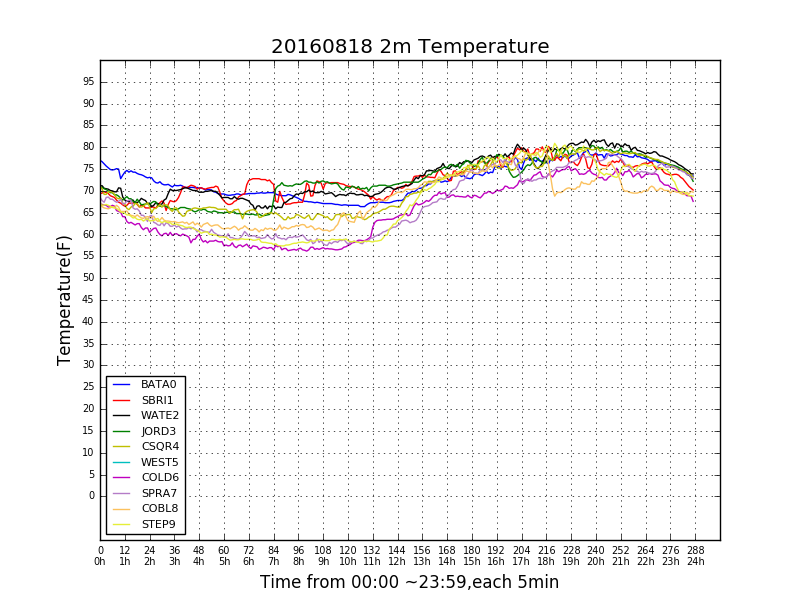 20160818 2m Temperature
95
90
85
80
75
70
65
60
55
50
45
40
35
30
25
20
15
10
5
0
Temperature(F)
BATA0
SBRI1
WATE2
JORD3
CSQR4
WEST5
COLD6
SPRA7
COBL8
STEP9
0 12 24 36 48 60 72 84 96 108 120 132 144 156 168 180 192 204 216 228 240 252 264 276 288
0h 1h 2h 3h 4h 5h 6h 7h 8h 9h 10h 11h 12h 13h 14h 15h 16h 17h 18h 19h 20h 21h 22h 23h 24h
Time from 00:00 ~23:59,each 5min